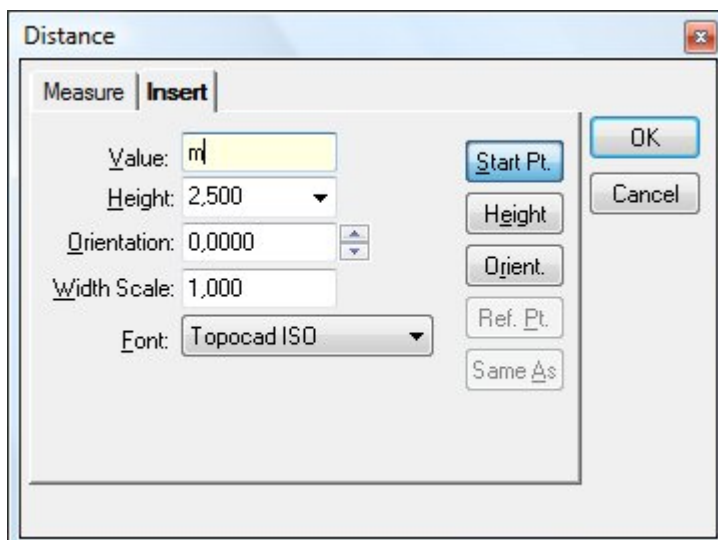 Distance
Measure Insert
Value: m
Height: 2,500
Orientation: 0,0000
Width Scale: 1,000
Font: Topocad ISO
Start Pt.
Height
Orient.
Ref. Pt.
Same As
OK
Cancel